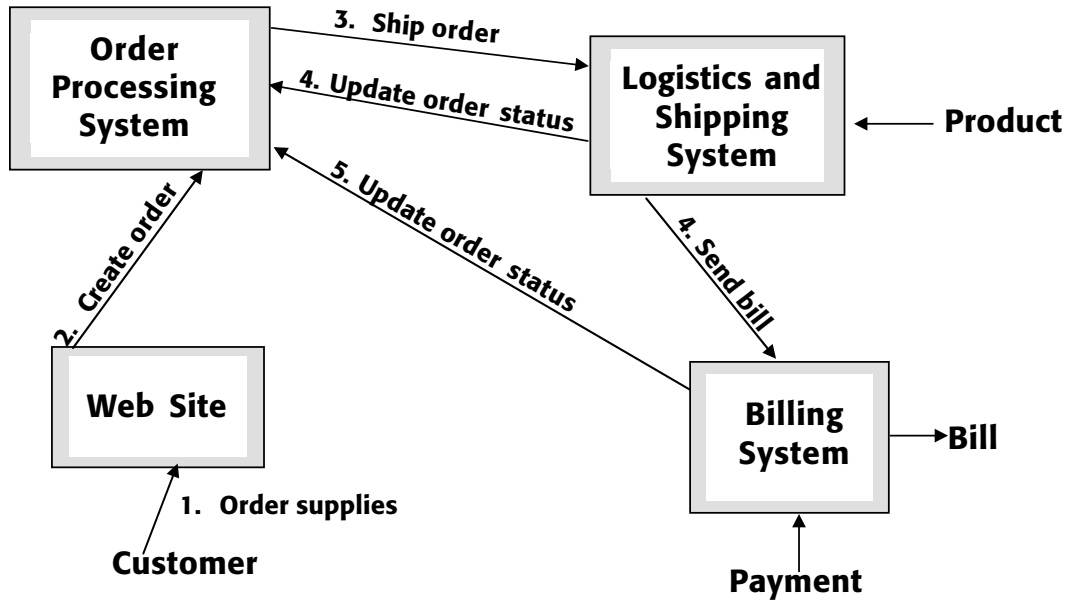 3. Ship order
Order
Processing
System
4. Update order status
Logistics and
Shipping
System
Product
5. Update order status
2. Create order
4. Send bill
Web Site
Billing
System
Bill
1. Order supplies
Customer
Payment